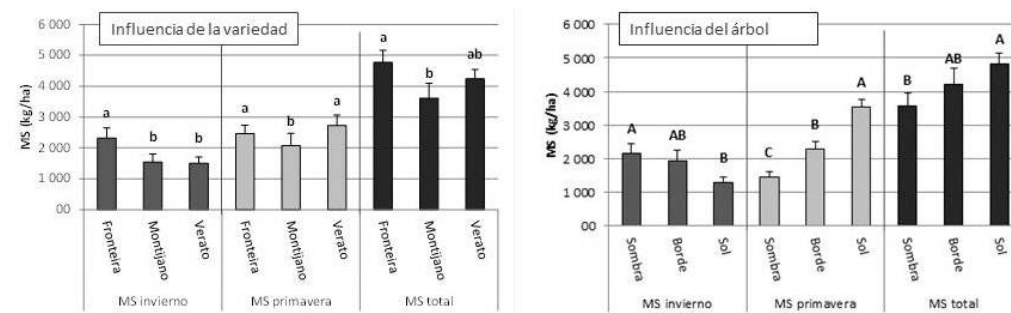 Influencia de la variedad
MS (kg/ha)
6 000
5 000
4 000
3 000
2 000
1 000
00
a
b
b
a
b
a
a
b
ab
Fronteira
Montijano
Verato
Fronteira
Montijano
Verato
Fronteira
Montijano
Verato
MS invierno
MS primavera
MS total
Influencia del árbol
MS (kg/ha)
6 000
5 000
4 000
3 000
2 000
1 000
00
A
AB
B
C
B
A
B
AB
A
Sombra
Borde
Sol
Sombra
Borde
Sol
Sombra
Borde
Sol
MS invierno
MS primavera
MS total